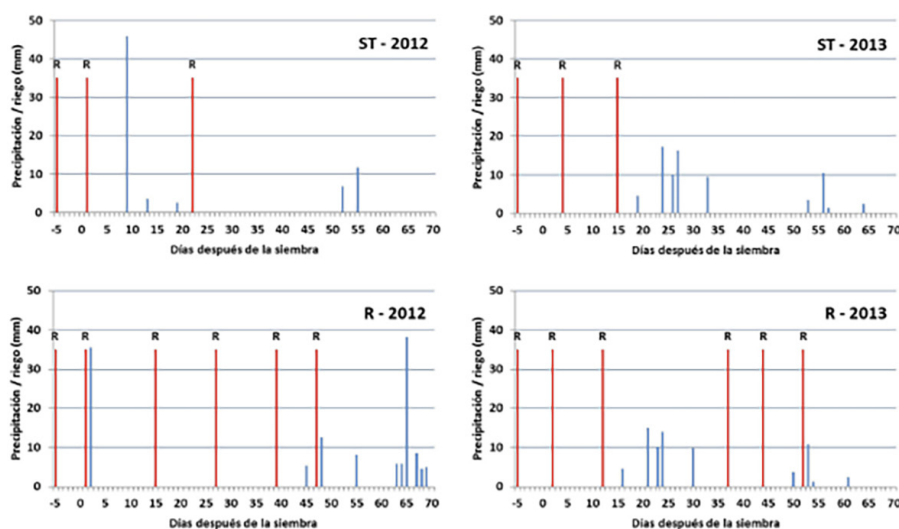 ST - 2012
Precipitación / riego (mm)
50
40
30
20
10
0
R R R
-5 0 5 10 15 20 25 30 35 40 45 50 55 60 65 70
Días después de la siembra
ST - 2013
Precipitación / riego (mm)
50
40
30
20
10
0
R R R
-5 0 5 10 15 20 25 30 35 40 45 50 55 60 65 70
Días después de la siembra
R - 2012
Precipitación / riego (mm)
50
40
30
20
10
0
R R R R R R
-5 0 5 10 15 20 25 30 35 40 45 50 55 60 65 70
Días después de la siembra
R - 2013
Precipitación / riego (mm)
50
40
30
20
10
0
R R R R R R
-5 0 5 10 15 20 25 30 35 40 45 50 55 60 65 70
Días después de la siembra